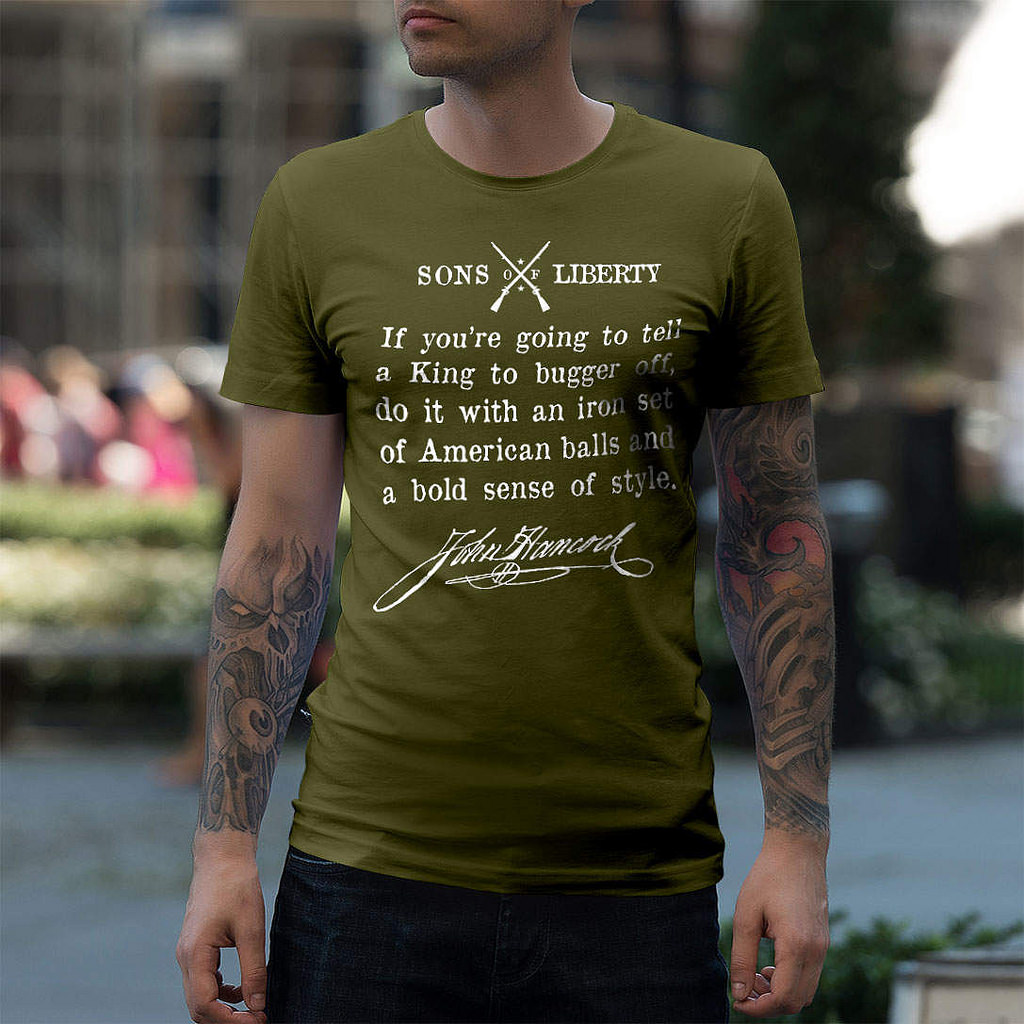 SONS OF LIBERTY
If you're going to tell
a King to bugger off,
do it with an iron set
of American balls and
a bold sense of style.
John Hancock